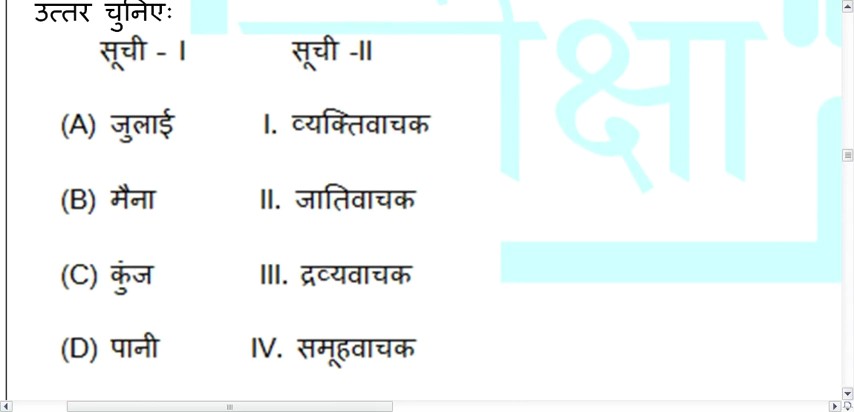 उत्तर चुनिएः
सूची - I सूची -II
(A) जुलाई I. व्यक्तिवाचक
(B) मैना II. जातिवाचक
(C) कुंज III. द्रव्यवाचक
(D) पानी IV. समूहवाचक